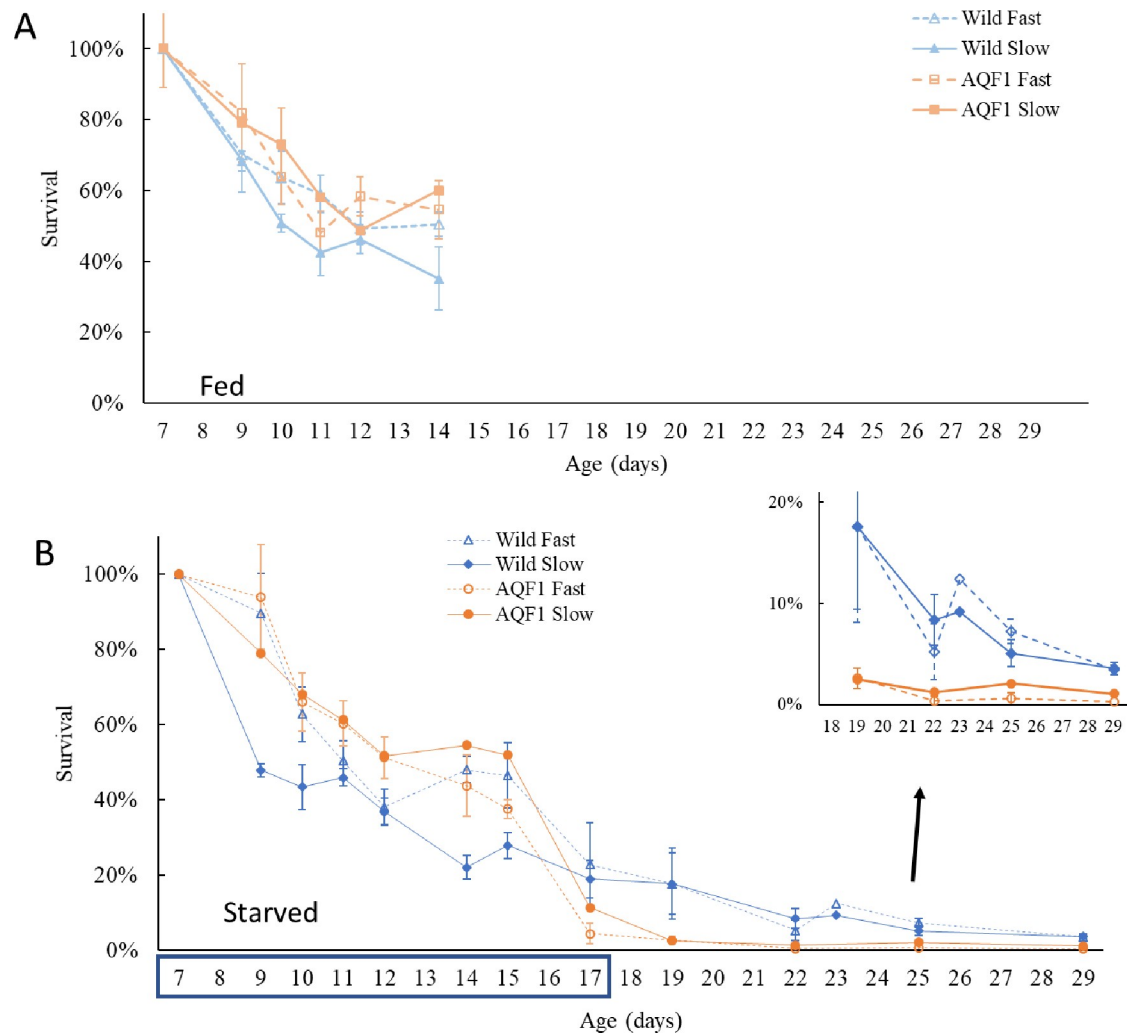 A
Wild Fast
Wild Slow
AQF1 Fast
AQF1 Slow
100%
80%
60%
40%
20%
0%
Survival
Fed
7 8 9 10 11 12 13 14 15 16 17 18 19 20 21 22 23 24 25 26 27 28 29
Age (days)
B
Wild Fast
Wild Slow
AQF1 Fast
AQF1 Slow
100%
80%
60%
40%
20%
0%
Survival
Starved
7 8 9 10 11 12 13 14 15 16 17 18 19 20 21 22 23 24 25 26 27 28 29
Age (days)
20%
10%
0%
18 19 20 21 22 23 24 25 26 27 28 29